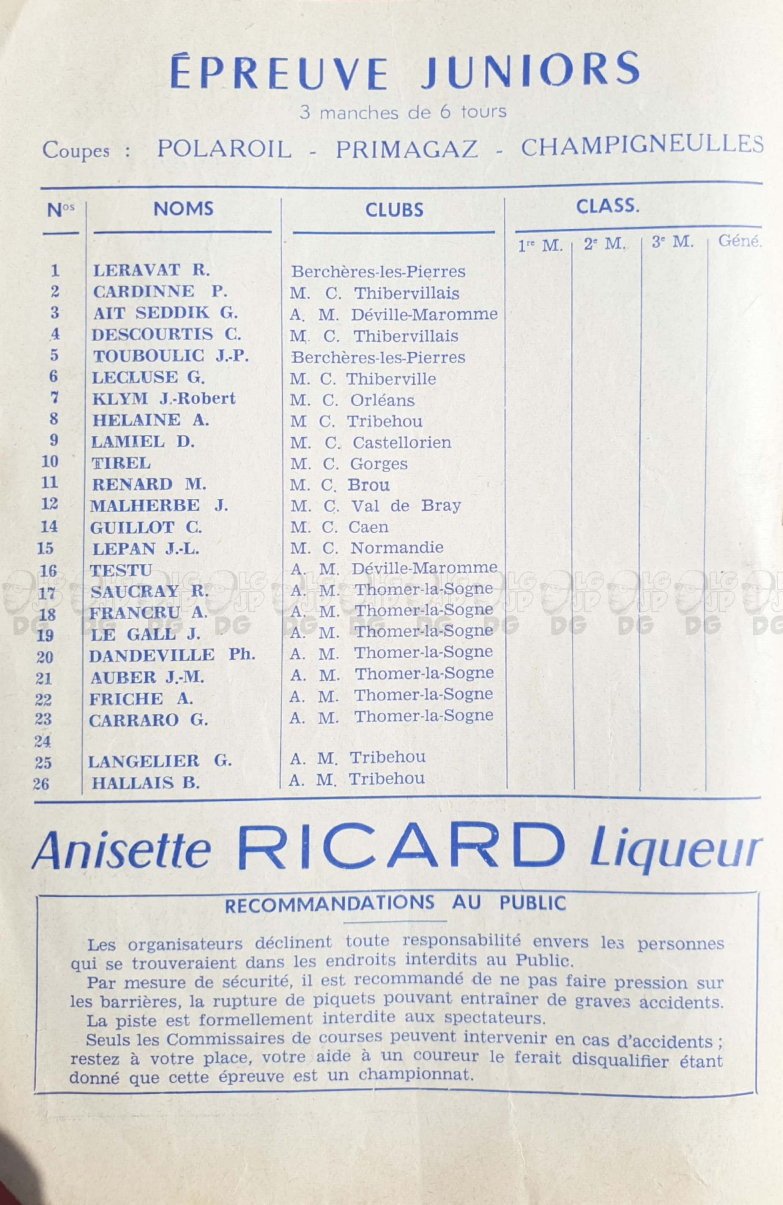 ÉPREUVE JUNIORS
3 manches de 6 tours
Coupes : POLAROIL - PRIMAGAZ - CHAMPIGNEULLES
Nos NOMS CLUBS CLASS.
1re M. 2e M. 3e M. Géné.
1 LERAVAT R. Berchères-les-Pierres
2 CARDINNE P. M. C. Thibervillais
3 AIT SEDDIK G. A. M. Déville-Maromme
4 DESCOURTIS C. M. C. Thibervillais
5 TOUBOULIC J.-P. Berchères-les-Pierres
6 LECLUSE G. M. C. Thiberville
7 KLYM J.-Robert M. C. Orléans
8 HELAINE A. M C. Tribehou
9 LAMIEL D. M. C. Castellorien
10 TIREL M. C. Gorges
11 RENARD M. M. C. Brou
12 MALHERBE J. M. C. Val de Bray
14 GUILLOT C. M. C. Caen
15 LEPAN J.-L. M. C. Normandie
16 TESTU A. M. Déville-Maromme
17 SAUCRAY R. A. M. Thomer-la-Sogne
18 FRANCRU A. A. M. Thomer-la-Sogne
19 LE GALL J. A. M. Thomer-la-Sogne
20 DANDEVILLE Ph. A. M. Thomer-la-Sogne
21 AUBER J.-M. A. M. Thomer-la-Sogne
22 FRICHE A. A. M. Thomer-la-Sogne
23 CARRARO G. A. M. Thomer-la-Sogne
24
25 LANGELIER G. A. M. Tribehou
26 HALLAIS B. A. M. Tribehou
Anisette RICARD Liqueur
RECOMMANDATIONS AU PUBLIC
Les organisateurs déclinent toute responsabilité envers les personnes
qui se trouveraient dans les endroits interdits au Public.
Par mesure de sécurité, il est recommandé de ne pas faire pression sur
les barrières, la rupture de piquets pouvant entraîner de graves accidents.
La piste est formellement interdite aux spectateurs.
Seuls les Commissaires de courses peuvent intervenir en cas d'accidents ;
restez à votre place, votre aide à un coureur le ferait disqualifier étant
donné que cette épreuve est un championnat.